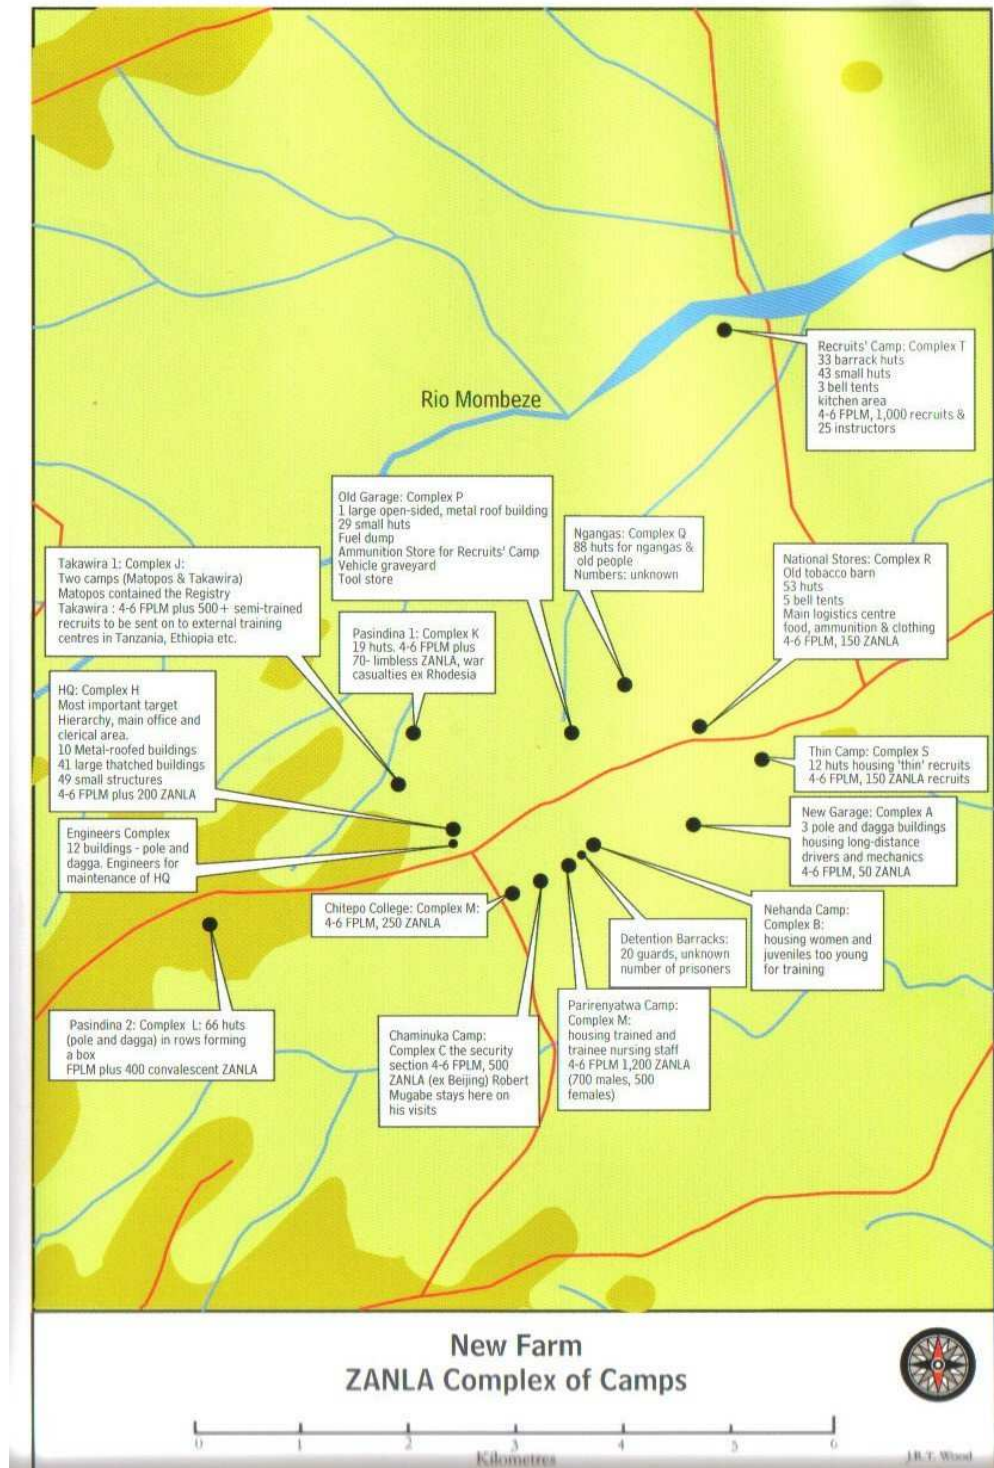 Recruits' Camp: Complex T
33 barrack huts
43 small huts
3 bell tents
kitchen area
4-6 FPLM, 1,000 recruits &
25 instructors
Rio Mombeze
Old Garage: Complex P
1 large open-sided, metal roof building
29 small huts
Fuel dump
Ammunition Store for Recruits' Camp
Vehicle graveyard
Tool store
Ngangas: Complex Q
88 huts for ngangas &
old people
Numbers: unknown
National Stores: Complex R
Old tobacco barn
53 huts
5 bell tents
Main logistics centre
food, ammunition & clothing
4-6 FPLM, 150 ZANLA
Takawira 1: Complex J:
Two camps (Matopos & Takawira)
Matopos contained the Registry
Takawira : 4-6 FPLM plus 500+ semi-trained
recruits to be sent on to external training
centres in Tanzania, Ethiopia etc.
Pasindina 1: Complex K
19 huts. 4-6 FPLM plus
70- limbless ZANLA, war
casualties ex Rhodesia
HQ: Complex H
Most important target
Hierarchy, main office and
clerical area.
10 Metal-roofed buildings
41 large thatched buildings
49 small structures
4-6 FPLM plus 200 ZANLA
Thin Camp: Complex S
12 huts housing 'thin' recruits
4-6 FPLM, 150 ZANLA recruits
New Garage: Complex A
3 pole and dagga buildings
housing long-distance
drivers and mechanics
4-6 FPLM, 50 ZANLA
Engineers Complex
12 buildings - pole and
dagga. Engineers for
maintenance of HQ
Chitepo College: Complex M:
4-6 FPLM, 250 ZANLA
Nehanda Camp:
Complex B:
housing women and
juveniles too young
for training
Detention Barracks:
20 guards, unknown
number of prisoners
Pasindina 2: Complex L: 66 huts
(pole and dagga) in rows forming
a box
FPLM plus 400 convalescent ZANLA
Chaminuka Camp:
Complex C the security
section 4-6 FPLM, 500
ZANLA (ex Beijing) Robert
Mugabe stays here on
his visits
Parirenyatwa Camp:
Complex M:
housing trained and
trainee nursing staff
4-6 FPLM 1,200 ZANLA
(700 males, 500
females)
New Farm
ZANLA Complex of Camps
0 1 2 3 4 5 6
Kilometres
J.R.T. Wood